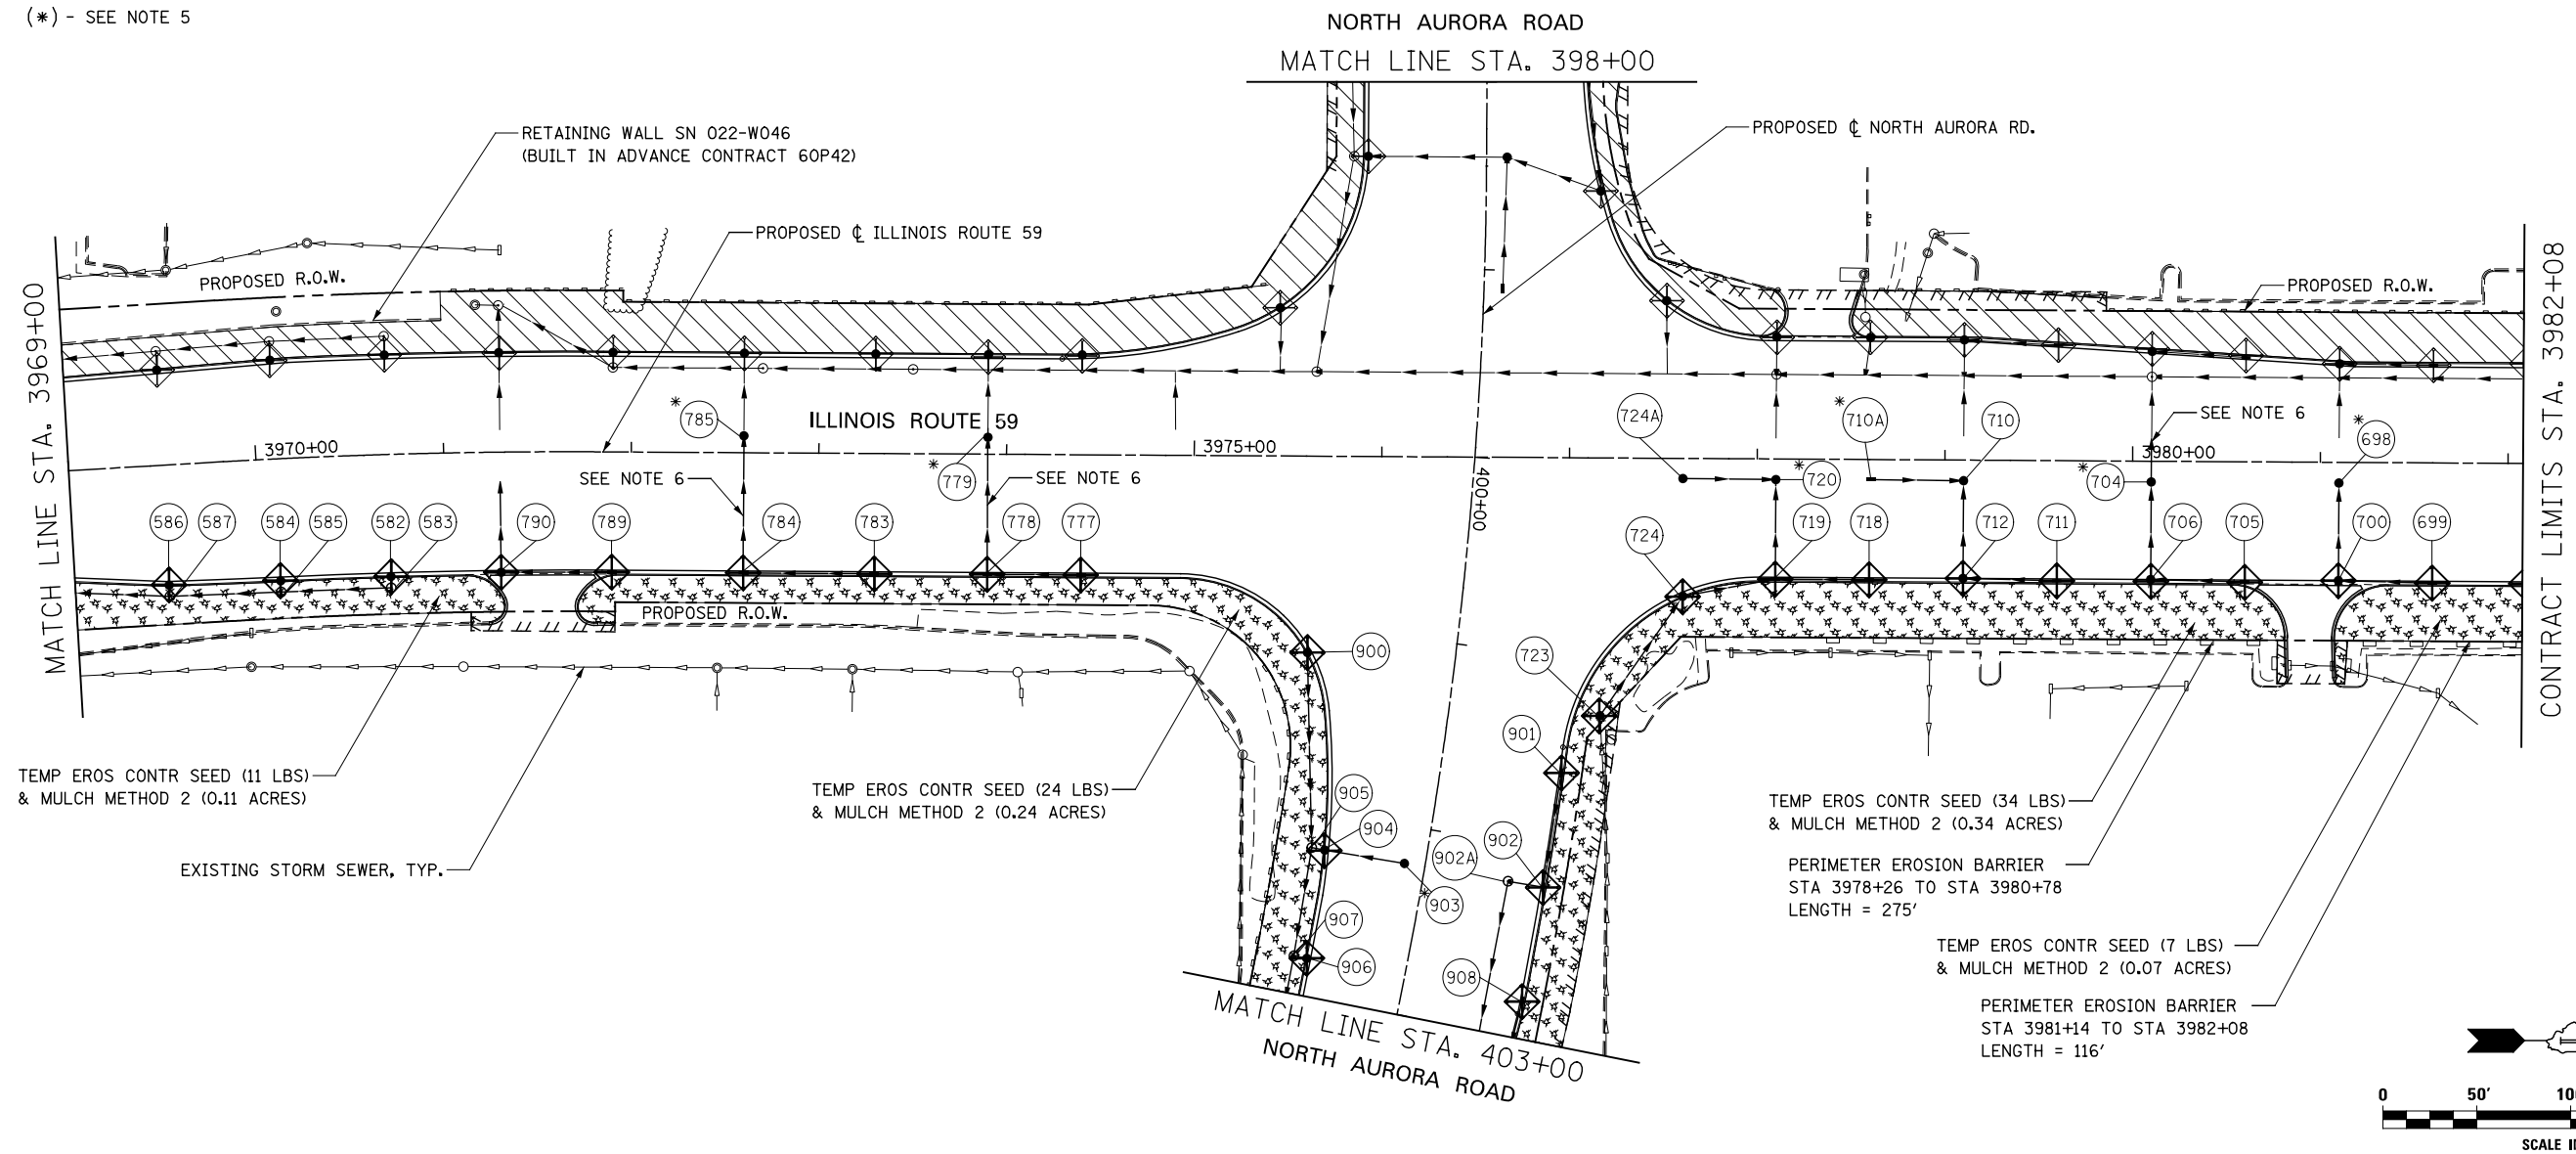 (*) - SEE NOTE 5
NORTH AURORA ROAD
MATCH LINE STA. 398+00
RETAINING WALL SN 022-W046
(BUILT IN ADVANCE CONTRACT 60P42)
PROPOSED ℄ NORTH AURORA RD.
PROPOSED ℄ ILLINOIS ROUTE 59
PROPOSED R.O.W.
PROPOSED R.O.W.
MATCH LINE STA. 3969+00
CONTRACT LIMITS STA. 3982+08
* 785
ILLINOIS ROUTE 59
724A
* 710A
710
SEE NOTE 6
* 698
3970+00
3975+00
3980+00
SEE NOTE 6
* 779
SEE NOTE 6
400+00
* 720
* 704
586
587
584
585
582
583
790
789
784
783
778
777
724
719
718
712
711
706
705
700
699
PROPOSED R.O.W.
900
723
901
TEMP EROS CONTR SEED (11 LBS)
& MULCH METHOD 2 (0.11 ACRES)
TEMP EROS CONTR SEED (24 LBS)
& MULCH METHOD 2 (0.24 ACRES)
905
904
902A
902
* 903
TEMP EROS CONTR SEED (34 LBS)
& MULCH METHOD 2 (0.34 ACRES)
EXISTING STORM SEWER, TYP.
PERIMETER EROSION BARRIER
STA 3978+26 TO STA 3980+78
LENGTH = 275'
907
906
908
TEMP EROS CONTR SEED (7 LBS)
& MULCH METHOD 2 (0.07 ACRES)
PERIMETER EROSION BARRIER
STA 3981+14 TO STA 3982+08
LENGTH = 116'
MATCH LINE STA. 403+00
NORTH AURORA ROAD
0 50'
SCALE